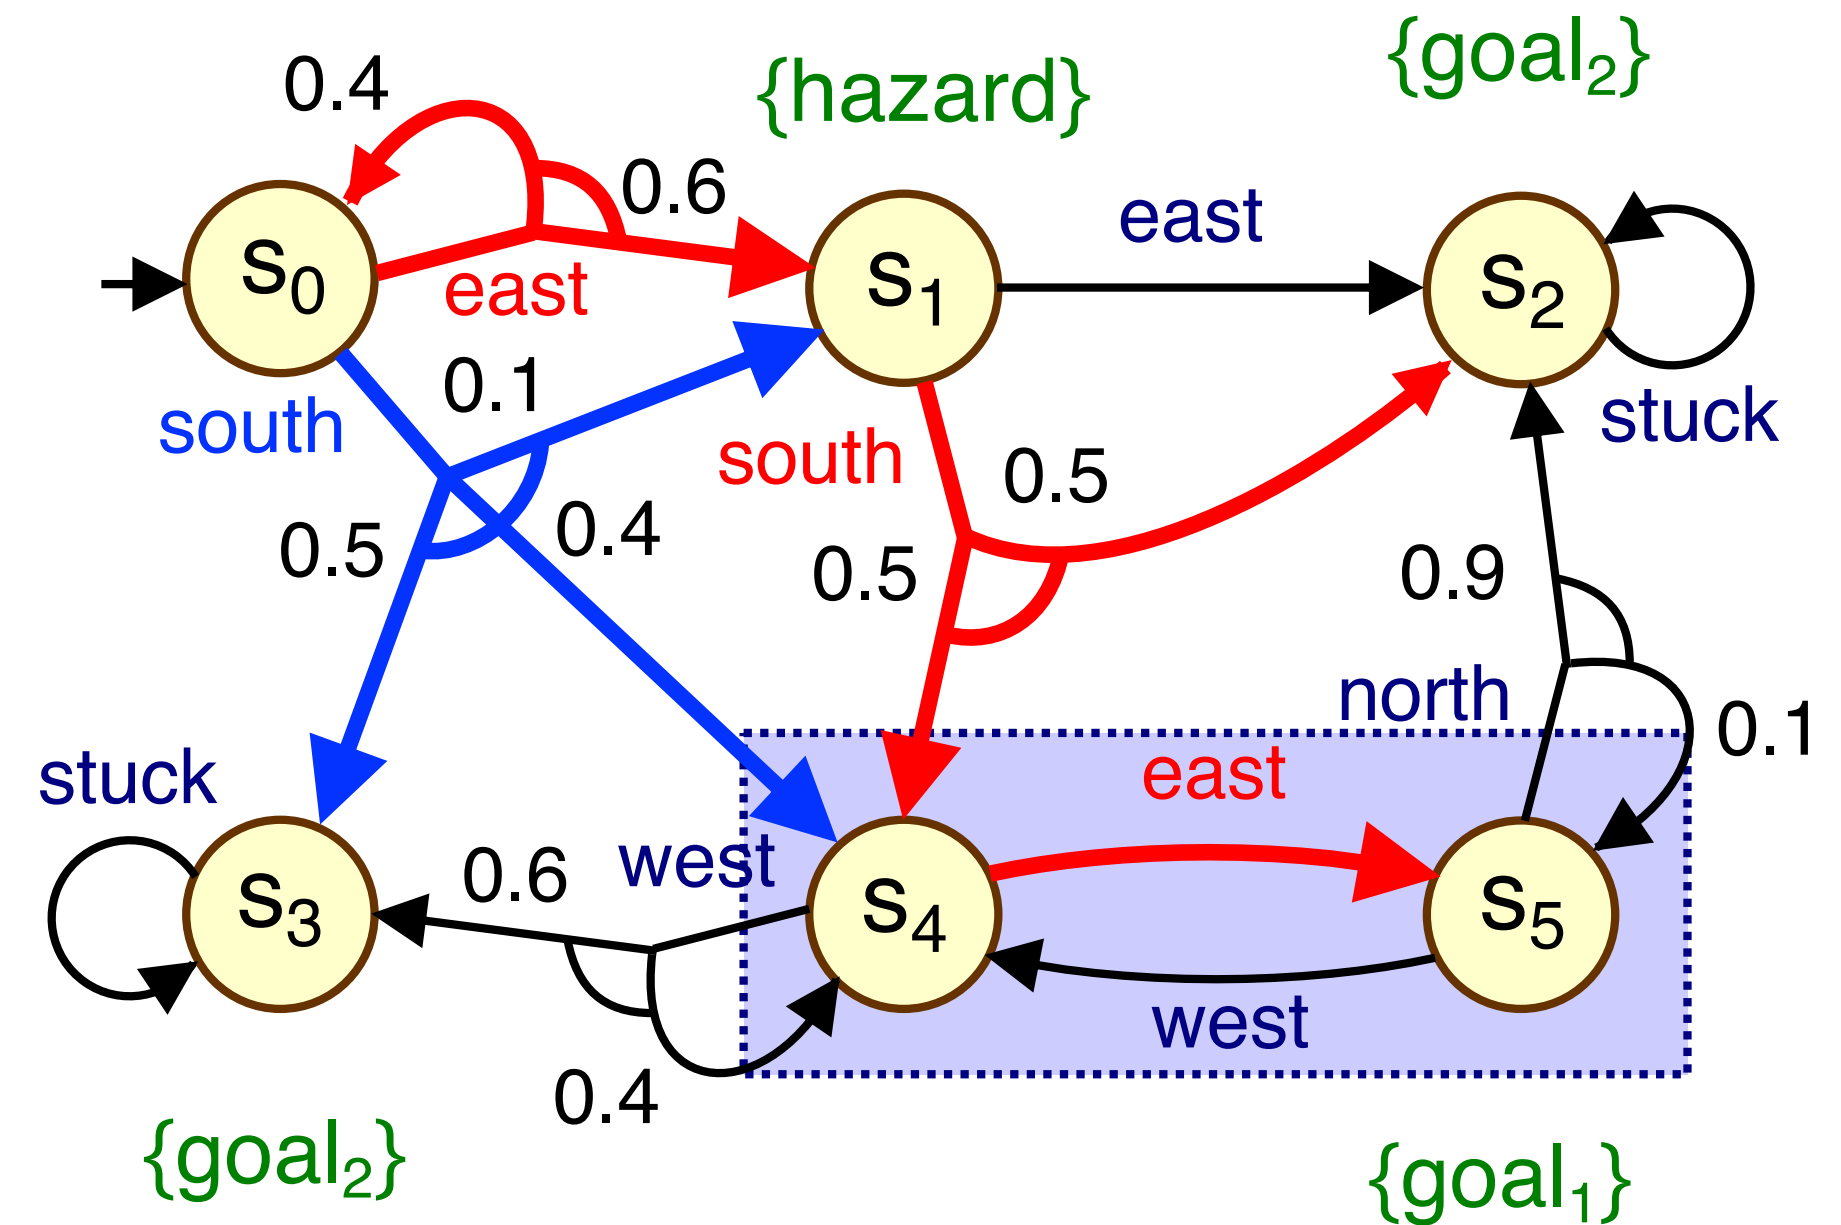 0.4
{hazard}
{goal₂}
0.6
east
s₀
s₁
s₂
east
0.1
south
south
0.5
stuck
0.5
0.4
0.5
0.9
north
0.1
stuck
east
west
0.6
s₃
s₄
s₅
west
0.4
{goal₂}
{goal₁}